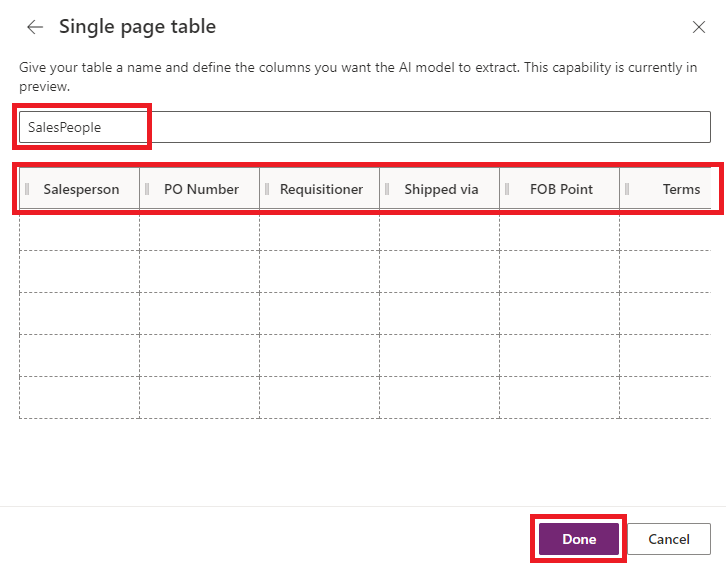 Single page table
Give your table a name and define the columns you want the AI model to extract. This capability is currently in
preview.
SalesPeople
Salesperson PO Number Requisitioner Shipped via FOB Point Terms
Done Cancel